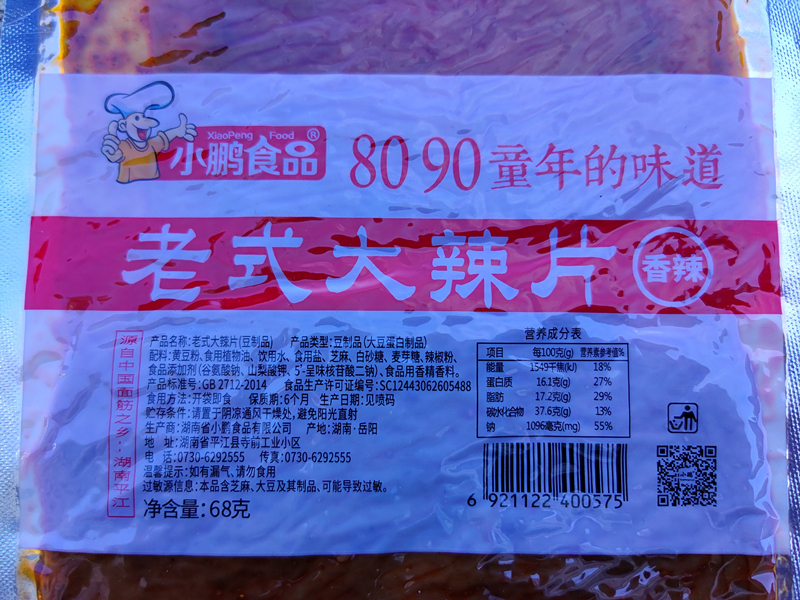 XiaoPeng Food ®
小鹏食品
8090童年的味道
老式大辣片
香辣
源自中国面筋之乡,湖南平江
产品名称:老式大辣片(豆制品) 产品类型:豆制品(大豆蛋白制品)
配料:黄豆粉、食用植物油、饮用水、食用盐、芝麻、白砂糖、麦芽糖、辣椒粉、
食品添加剂(谷氨酸钠、山梨酸钾、5'-呈味核苷酸二钠)、食品用香精香料。
产品标准号:GB 2712-2014 食品生产许可证编号:SC12443062605488
食用方法:开袋即食 保质期:6个月 生产日期:见喷码
贮存条件:请置于阴凉通风干燥处,避免阳光直射
生产商:湖南省小鹏食品有限公司 产地:湖南·岳阳
地 址:湖南省平江县寺前工业小区
电 话:0730-6292555 传真:0730-6292555
温馨提示:如有漏气、请勿食用
过敏源信息:本品含芝麻、大豆及其制品、可能导致过敏。
净含量:68克
营养成分表
项目 每100克(g) 营养素参考值%
能量 1549千焦(kJ) 18%
蛋白质 16.1克(g) 27%
脂肪 17.2克(g) 29%
碳水化合物 37.6克(g) 13%
钠 1096毫克(mg) 55%
6 921122 400575